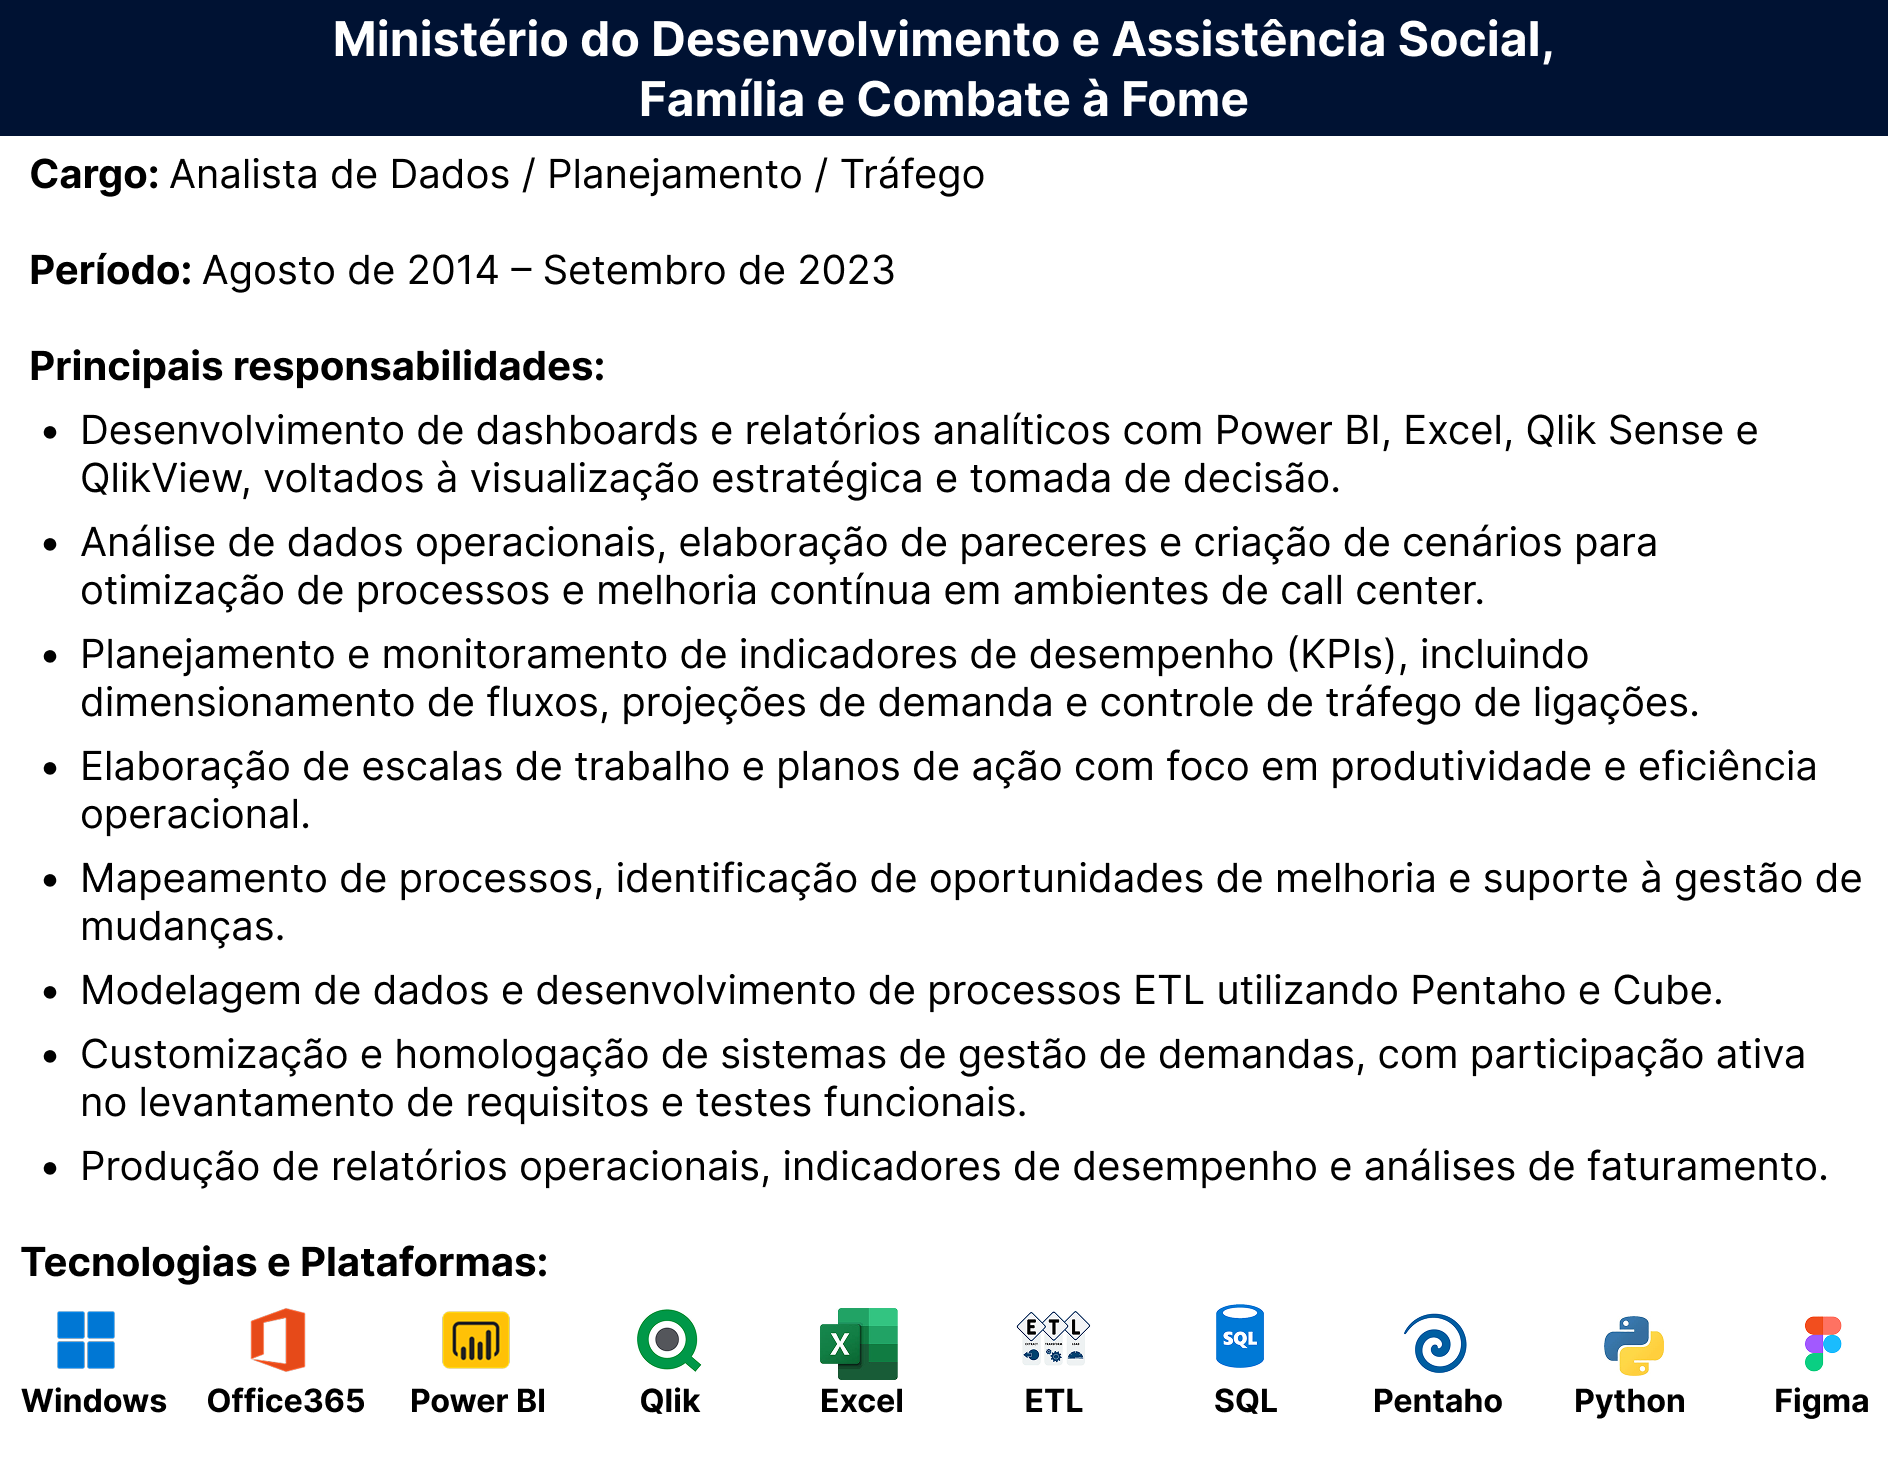 Ministério do Desenvolvimento e Assistência Social,
Família e Combate à Fome
Cargo: Analista de Dados / Planejamento / Tráfego
Período: Agosto de 2014 – Setembro de 2023
Principais responsabilidades:
• Desenvolvimento de dashboards e relatórios analíticos com Power BI, Excel, Qlik Sense e
QlikView, voltados à visualização estratégica e tomada de decisão.
• Análise de dados operacionais, elaboração de pareceres e criação de cenários para
otimização de processos e melhoria contínua em ambientes de call center.
• Planejamento e monitoramento de indicadores de desempenho (KPIs), incluindo
dimensionamento de fluxos, projeções de demanda e controle de tráfego de ligações.
• Elaboração de escalas de trabalho e planos de ação com foco em produtividade e eficiência
operacional.
• Mapeamento de processos, identificação de oportunidades de melhoria e suporte à gestão de
mudanças.
• Modelagem de dados e desenvolvimento de processos ETL utilizando Pentaho e Cube.
• Customização e homologação de sistemas de gestão de demandas, com participação ativa
no levantamento de requisitos e testes funcionais.
• Produção de relatórios operacionais, indicadores de desempenho e análises de faturamento.
Tecnologias e Plataformas:
X
E T L
SQL
Windows Office365 Power BI Qlik Excel ETL SQL Pentaho Python Figma